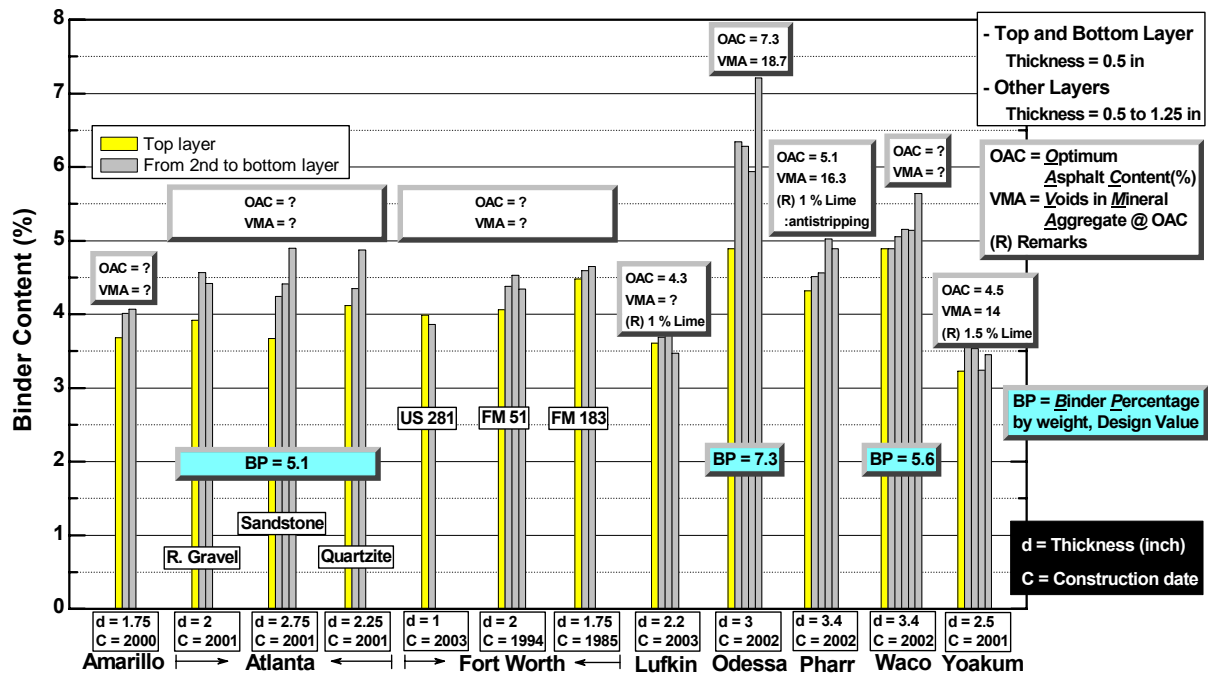 8
7
6
5
4
3
2
1
0
Binder Content (%)
Top layer
From 2nd to bottom layer
OAC = ?
VMA = ?
OAC = ?
VMA = ?
OAC = ?
VMA = ?
OAC = 4.3
VMA = ?
(R) 1 % Lime
OAC = 7.3
VMA = 18.7
OAC = 5.1
VMA = 16.3
(R) 1 % Lime
:antistripping
OAC = ?
VMA = ?
OAC = 4.5
VMA = 14
(R) 1.5 % Lime
- Top and Bottom Layer
Thickness = 0.5 in
- Other Layers
Thickness = 0.5 to 1.25 in
OAC = Optimum
Asphalt Content(%)
VMA = Voids in Mineral
Aggregate @ OAC
(R) Remarks
BP = Binder Percentage
by weight, Design Value
d = Thickness (inch)
C = Construction date
US 281
FM 51
FM 183
BP = 5.1
BP = 7.3
BP = 5.6
R. Gravel
Sandstone
Quartzite
d = 1.75
C = 2000
d = 2
C = 2001
d = 2.75
C = 2001
d = 2.25
C = 2001
d = 1
C = 2003
d = 2
C = 1994
d = 1.75
C = 1985
d = 2.2
C = 2003
d = 3
C = 2002
d = 3.4
C = 2002
d = 3.4
C = 2002
d = 2.5
C = 2001
Amarillo
Atlanta
Fort Worth
Lufkin
Odessa
Pharr
Waco
Yoakum